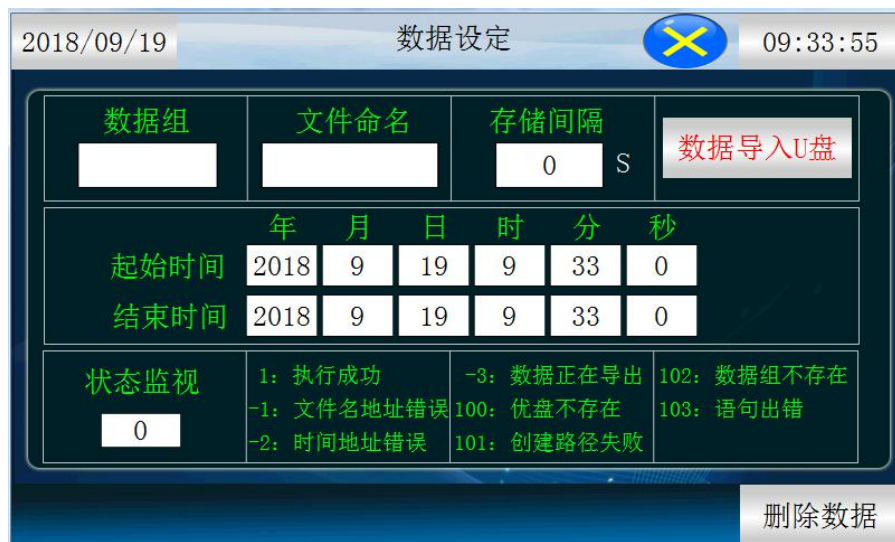 2018/09/19 数据设定 09:33:55
数据组 文件命名 存储间隔
数据导入U盘
0 S
年 月 日 时 分 秒
起始时间 2018 9 19 9 33 0
结束时间 2018 9 19 9 33 0
状态监视
0
1: 执行成功 -3: 数据正在导出 102: 数据组不存在
-1: 文件名地址错误 100: 优盘不存在 103: 语句出错
-2: 时间地址错误 101: 创建路径失败
删除数据